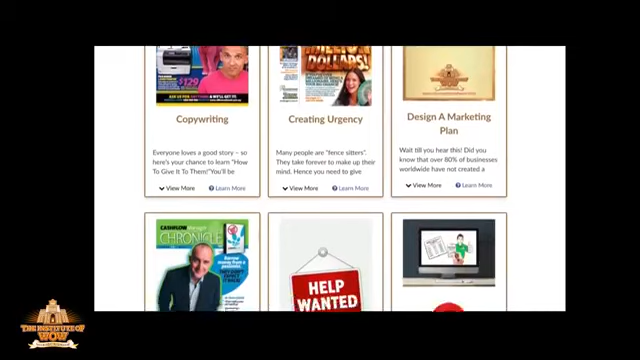 $129
MILLION
DOLLARS!
Copywriting
Creating Urgency
Design A Marketing
Plan
Everyone loves a good story – so
here's your chance to learn "How
To Give It To Them!"You'll be
Many people are "fence sitters".
They take forever to make up their
mind. Hence you need to give
Wait till you hear this! Did you
know that over 80% of businesses
worldwide have not created a
View More
Learn More
View More
Learn More
View More
Learn More
CASHFLOW
CHRONICLE
HELP
WANTED
THE INSTITUTE OF
WOW